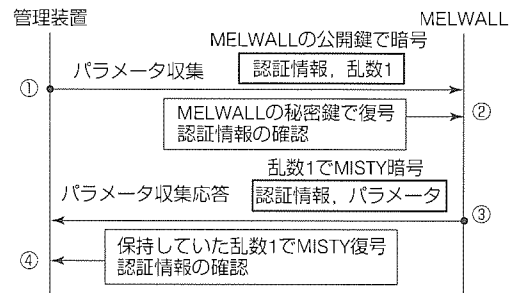 管理装置
MELWALL
MELWALLの公開鍵で暗号
パラメータ収集
認証情報，乱数1
①
MELWALLの秘密鍵で復号
認証情報の確認
②
乱数1でMISTY暗号
パラメータ収集応答
認証情報，パラメータ
③
保持していた乱数1でMISTY復号
認証情報の確認
④